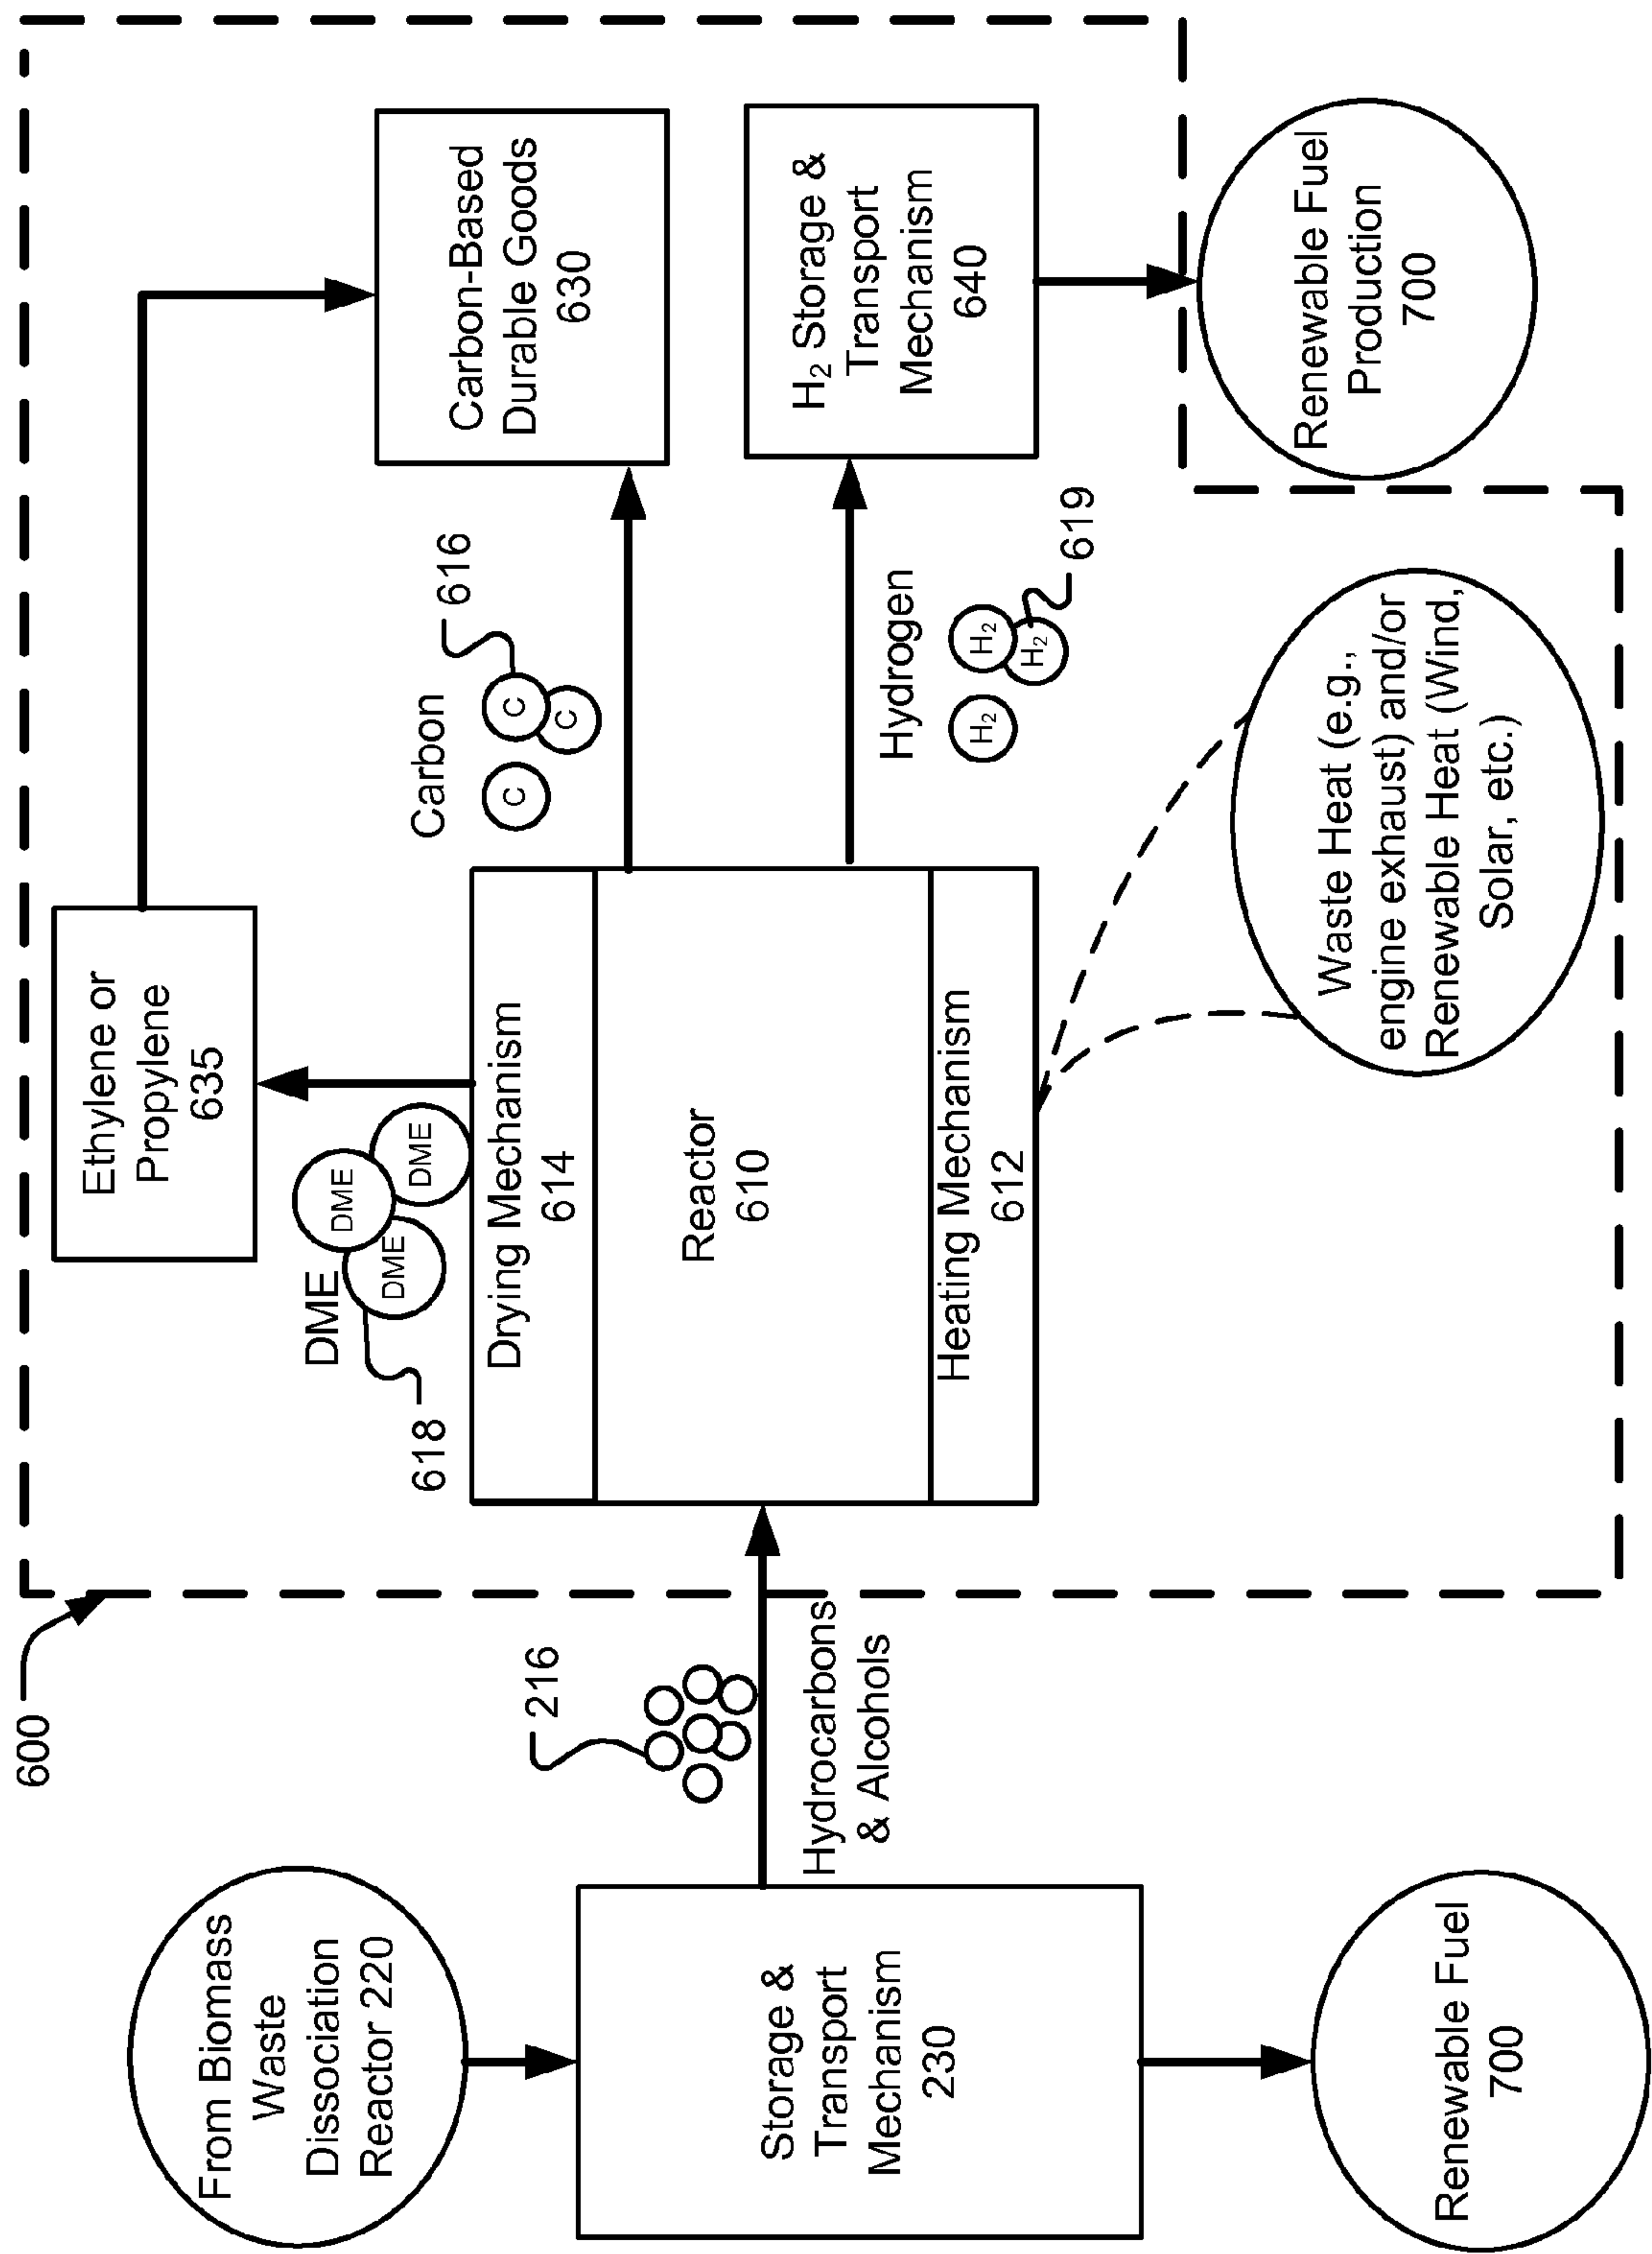 600
From Biomass
Waste
Dissociation
Reactor 220
Storage &
Transport
Mechanism
230
Renewable Fuel
700
216
Hydrocarbons
& Alcohols
Ethylene or
Propylene
635
DME
DME
DME
DME
618
Drying Mechanism
614
Reactor
610
Heating Mechanism
612
Carbon
C
C
C
616
Carbon-Based
Durable Goods
630
Hydrogen
H₂
H₂
H₂
619
H₂ Storage &
Transport
Mechanism
640
Waste Heat (e.g.,
engine exhaust) and/or
Renewable Heat (Wind,
Solar, etc.)
Renewable Fuel
Production
700